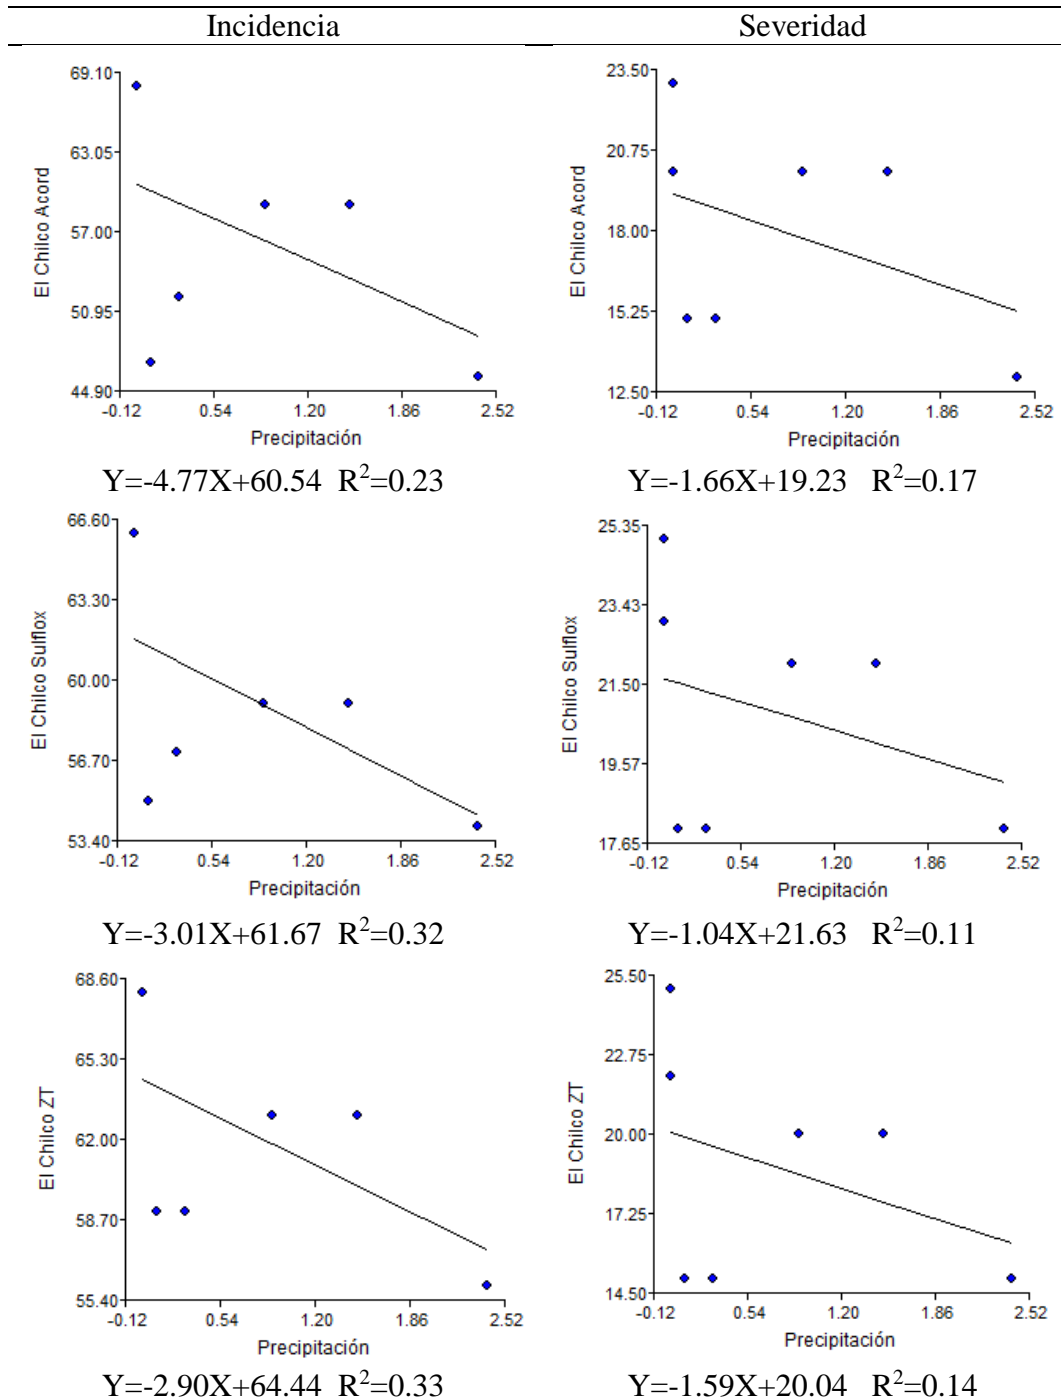 Incidencia Severidad
69.10
63.05
57.00
50.95
44.90
-0.12 0.54 1.20 1.86 2.52
Precipitación
El Chilco Acord
Y=-4.77X+60.54 R²=0.23
23.50
20.75
18.00
15.25
12.50
-0.12 0.54 1.20 1.86 2.52
Precipitación
El Chilco Acord
Y=-1.66X+19.23 R²=0.17
66.60
63.30
60.00
56.70
53.40
-0.12 0.54 1.20 1.86 2.52
Precipitación
El Chilco Sulflox
Y=-3.01X+61.67 R²=0.32
25.35
23.43
21.50
19.57
17.65
-0.12 0.54 1.20 1.86 2.52
Precipitación
El Chilco Sulflox
Y=-1.04X+21.63 R²=0.11
68.60
65.30
62.00
58.70
55.40
-0.12 0.54 1.20 1.86 2.52
Precipitación
El Chilco ZT
Y=-2.90X+64.44 R²=0.33
25.50
22.75
20.00
17.25
14.50
-0.12 0.54 1.20 1.86 2.52
Precipitación
El Chilco ZT
Y=-1.59X+20.04 R²=0.14